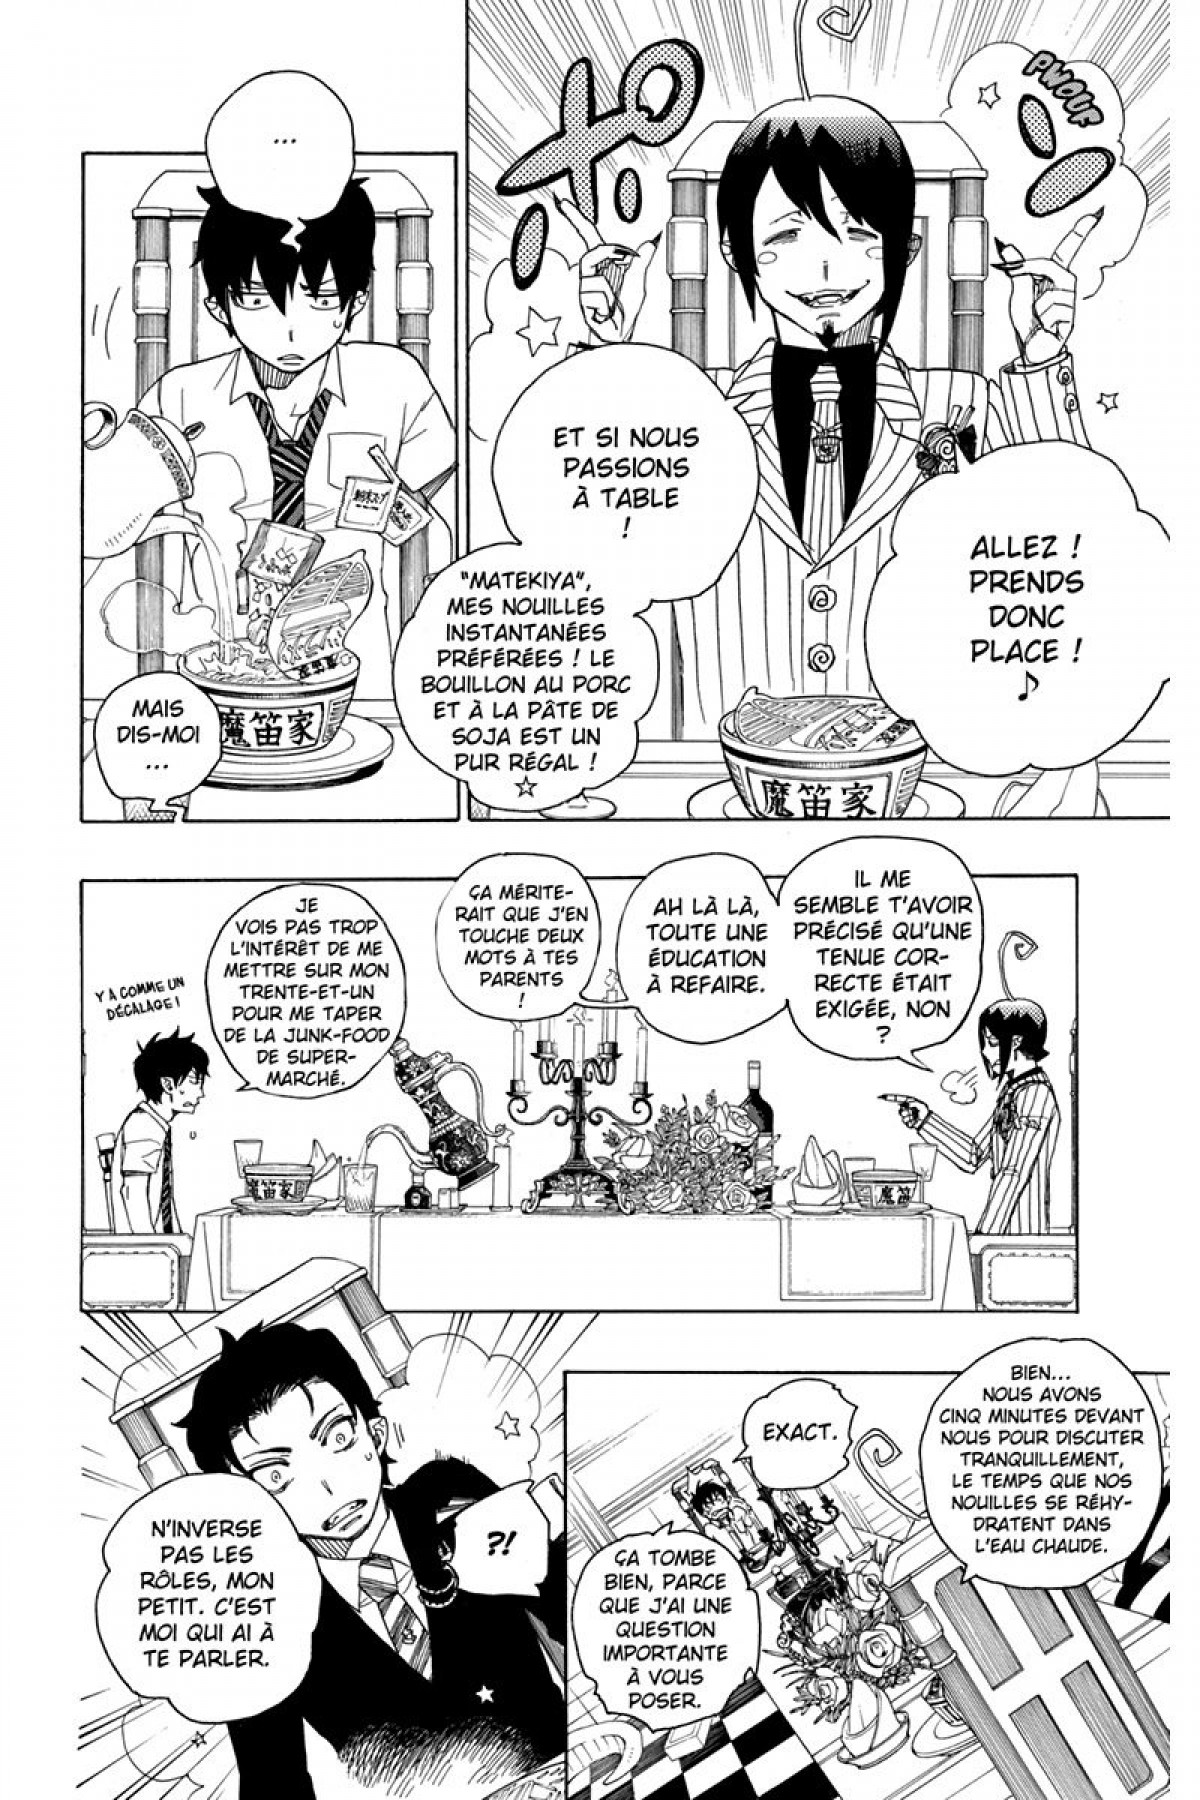 PWOUF
ポン
ET SI NOUS
PASSIONS
À TABLE
!
ALLEZ !
PRENDS
DONC
PLACE !
♪
"MATEKIYA",
MES NOUILLES
INSTANTANÉES
PRÉFÉRÉES ! LE
BOUILLON AU PORC
ET À LA PÂTE DE
SOJA EST UN
PUR RÉGAL !
☆
魔笛家
...
粉末スープ
魔笛家
MAIS
DIS-MOI
...
Y A COMME UN
DÉCALAGE !
JE
VOIS PAS TROP
L'INTÉRÊT DE ME
METTRE SUR MON
TRENTE-ET-UN
POUR ME TAPER
DE LA JUNK-FOOD
DE SUPER-
MARCHÉ.
ÇA MÉRITE-
RAIT QUE J'EN
TOUCHE DEUX
MOTS À TES
PARENTS
!
AH LÀ LÀ,
TOUTE UNE
ÉDUCATION
À REFAIRE.
IL ME
SEMBLE T'AVOIR
PRÉCISÉ QU'UNE
TENUE COR-
RECTE ÉTAIT
EXIGÉE, NON
?
魔笛家
魔笛
BIEN...
NOUS AVONS
CINQ MINUTES DEVANT
NOUS POUR DISCUTER
TRANQUILLEMENT,
LE TEMPS QUE NOS
NOUILLES SE RÉHY-
DRATENT DANS
L'EAU CHAUDE.
EXACT.
ÇA TOMBE
BIEN, PARCE
QUE J'AI UNE
QUESTION
IMPORTANTE
À VOUS
POSER.
?!
N'INVERSE
PAS LES
RÔLES, MON
PETIT. C'EST
MOI QUI AI À
TE PARLER.